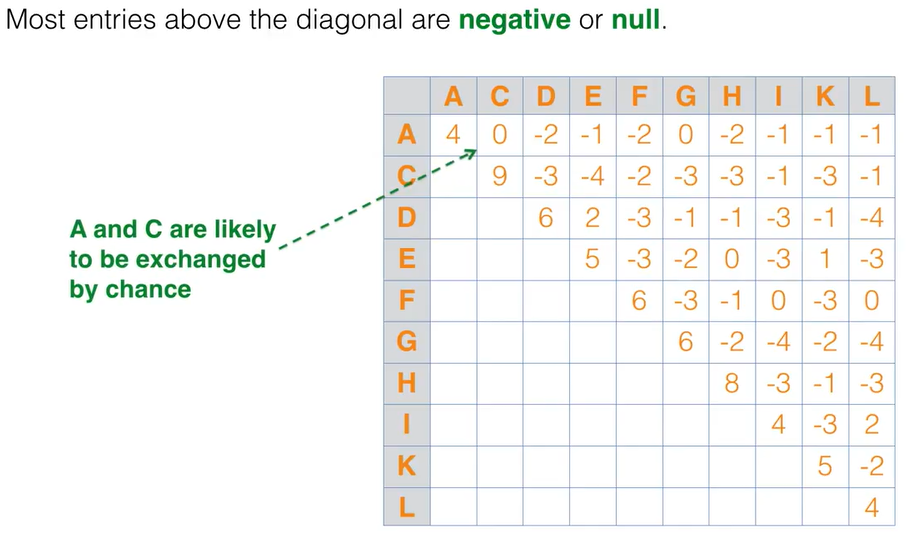 Most entries above the diagonal are negative or null.
A C D E F G H I K L
A 4 0 -2 -1 -2 0 -2 -1 -1 -1
C 9 -3 -4 -2 -3 -3 -1 -3 -1
D 6 2 -3 -1 -1 -3 -1 -4
E 5 -3 -2 0 -3 1 -3
F 6 -3 -1 0 -3 0
G 6 -2 -4 -2 -4
H 8 -3 -1 -3
I 4 -3 2
K 5 -2
L 4
A and C are likely
to be exchanged
by chance